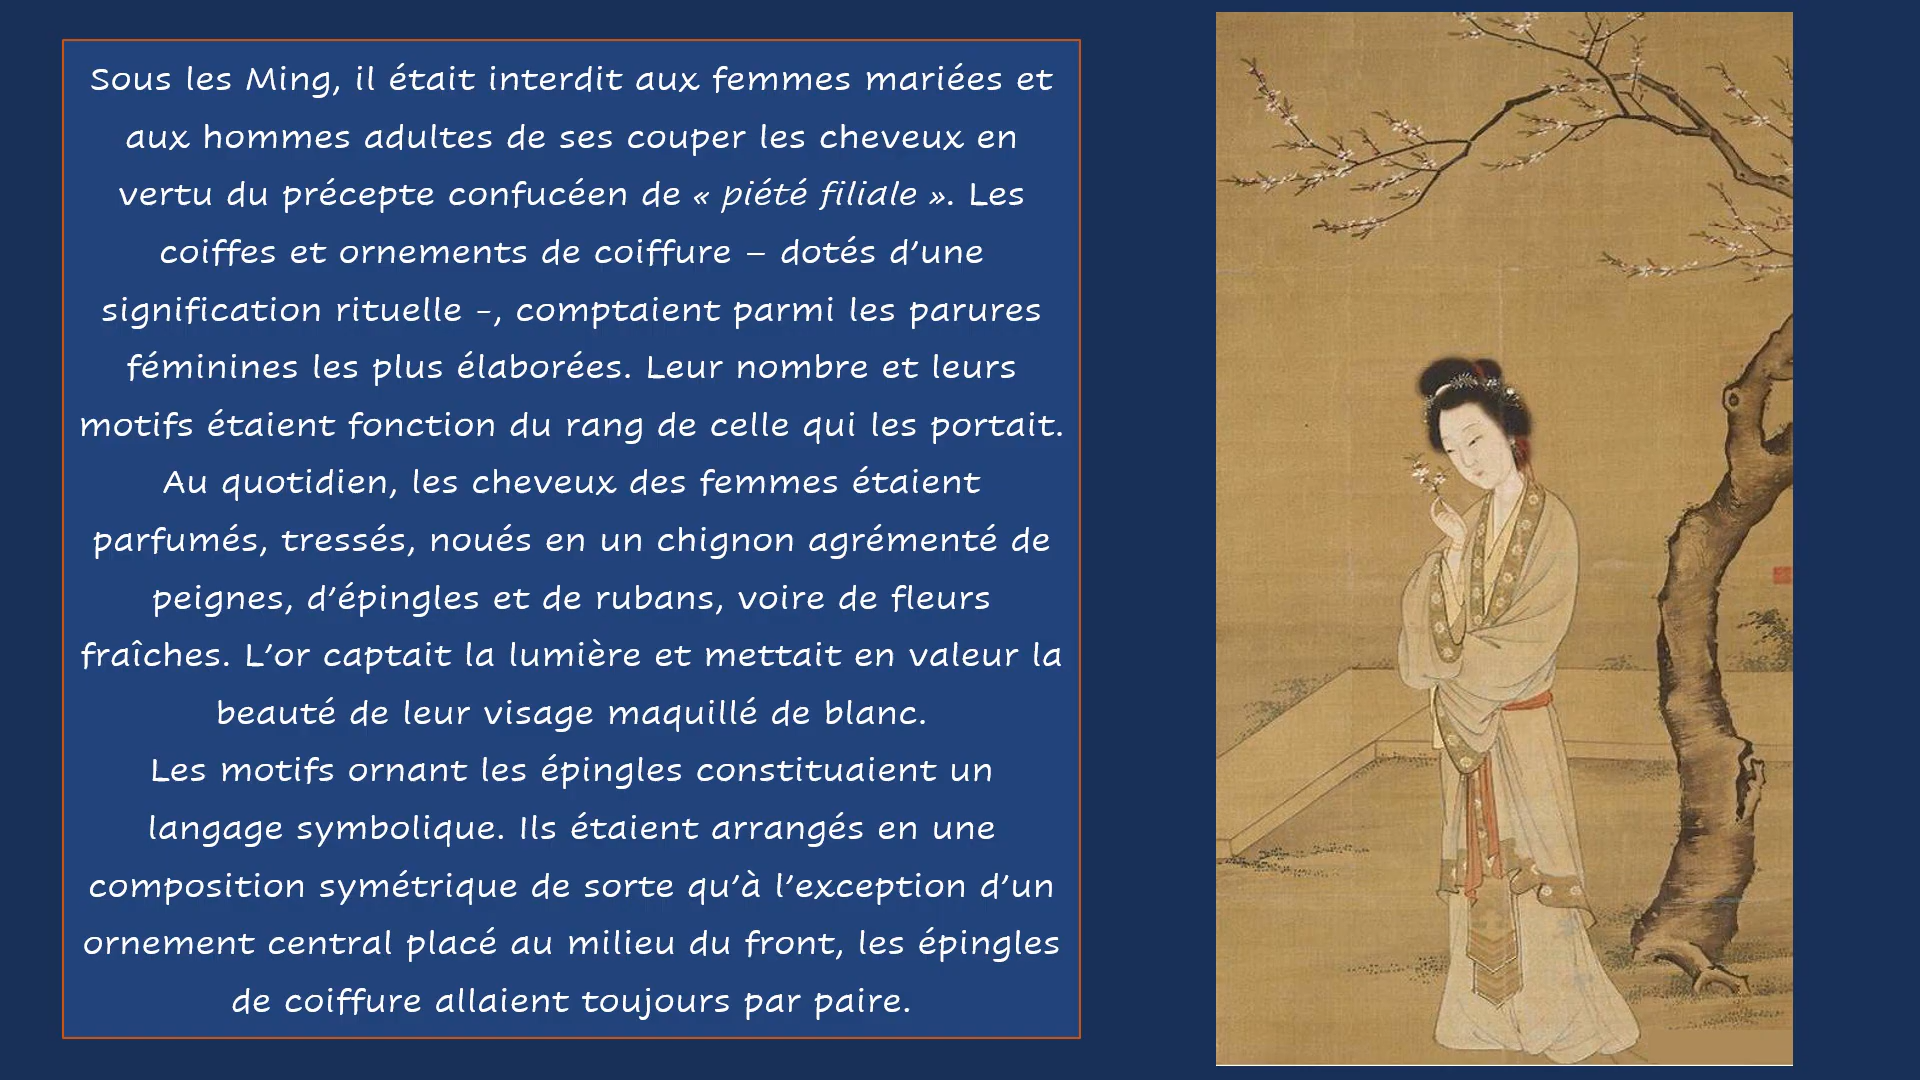 Sous les Ming, il était interdit aux femmes mariées et
aux hommes adultes de ses couper les cheveux en
vertu du précepte confucéen de « piété filiale ». Les
coiffes et ornements de coiffure – dotés d’une
signification rituelle -, comptaient parmi les parures
féminines les plus élaborées. Leur nombre et leurs
motifs étaient fonction du rang de celle qui les portait.
Au quotidien, les cheveux des femmes étaient
parfumés, tressés, noués en un chignon agrémenté de
peignes, d’épingles et de rubans, voire de fleurs
fraîches. L’or captait la lumière et mettait en valeur la
beauté de leur visage maquillé de blanc.
Les motifs ornant les épingles constituaient un
langage symbolique. Ils étaient arrangés en une
composition symétrique de sorte qu’à l’exception d’un
ornement central placé au milieu du front, les épingles
de coiffure allaient toujours par paire.